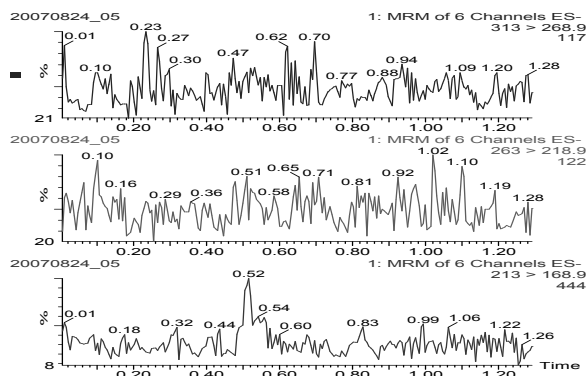 20070824_05 1: MRM of 6 Channels ES-
313 > 268.9
117
0.01 0.10 0.23 0.27 0.30 0.47 0.62 0.70 0.77 0.88 0.94 1.09 1.20 1.28
%
21
0.20 0.40 0.60 0.80 1.00 1.20
20070824_05 1: MRM of 6 Channels ES-
263 > 218.9
122
0.10 0.16 0.29 0.36 0.51 0.58 0.65 0.71 0.81 0.92 1.02 1.10 1.19 1.28
%
20
0.20 0.40 0.60 0.80 1.00 1.20
20070824_05 1: MRM of 6 Channels ES-
213 > 168.9
444
0.01 0.18 0.32 0.44 0.52 0.54 0.60 0.83 0.99 1.06 1.22 1.26
%
8 Time
0.20 0.40 0.60 0.80 1.00 1.20